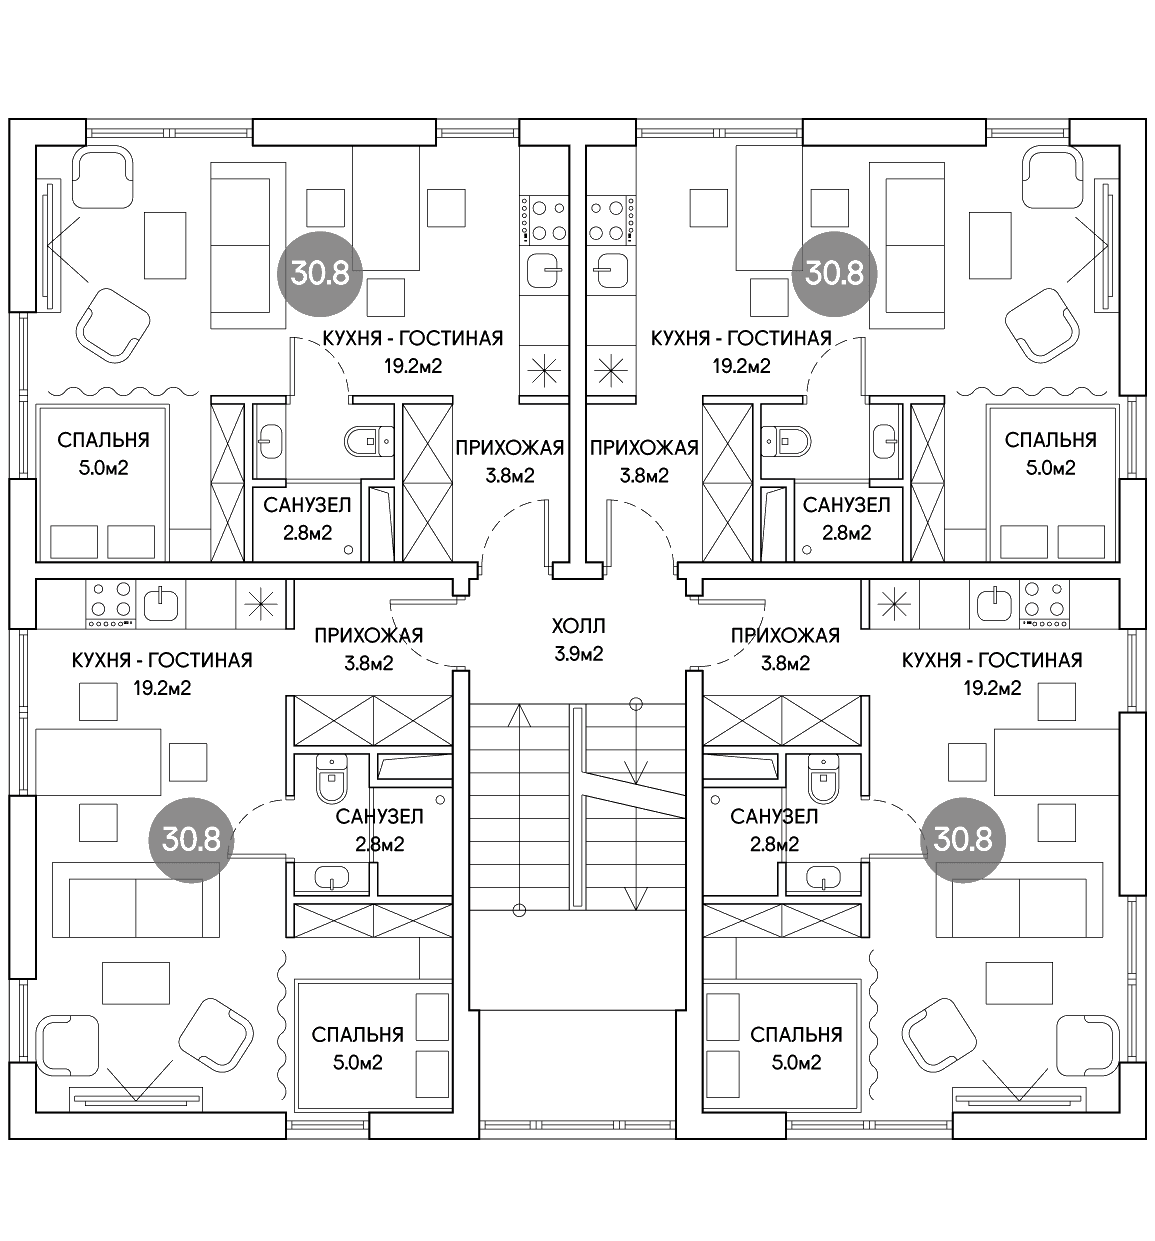 30.8
30.8
КУХНЯ - ГОСТИНАЯ
19.2м2
КУХНЯ - ГОСТИНАЯ
19.2м2
СПАЛЬНЯ
5.0м2
ПРИХОЖАЯ
3.8м2
ПРИХОЖАЯ
3.8м2
СПАЛЬНЯ
5.0м2
САНУЗЕЛ
2.8м2
САНУЗЕЛ
2.8м2
ХОЛЛ
3.9м2
ПРИХОЖАЯ
3.8м2
ПРИХОЖАЯ
3.8м2
КУХНЯ - ГОСТИНАЯ
19.2м2
КУХНЯ - ГОСТИНАЯ
19.2м2
САНУЗЕЛ
2.8м2
САНУЗЕЛ
2.8м2
30.8
30.8
СПАЛЬНЯ
5.0м2
СПАЛЬНЯ
5.0м2